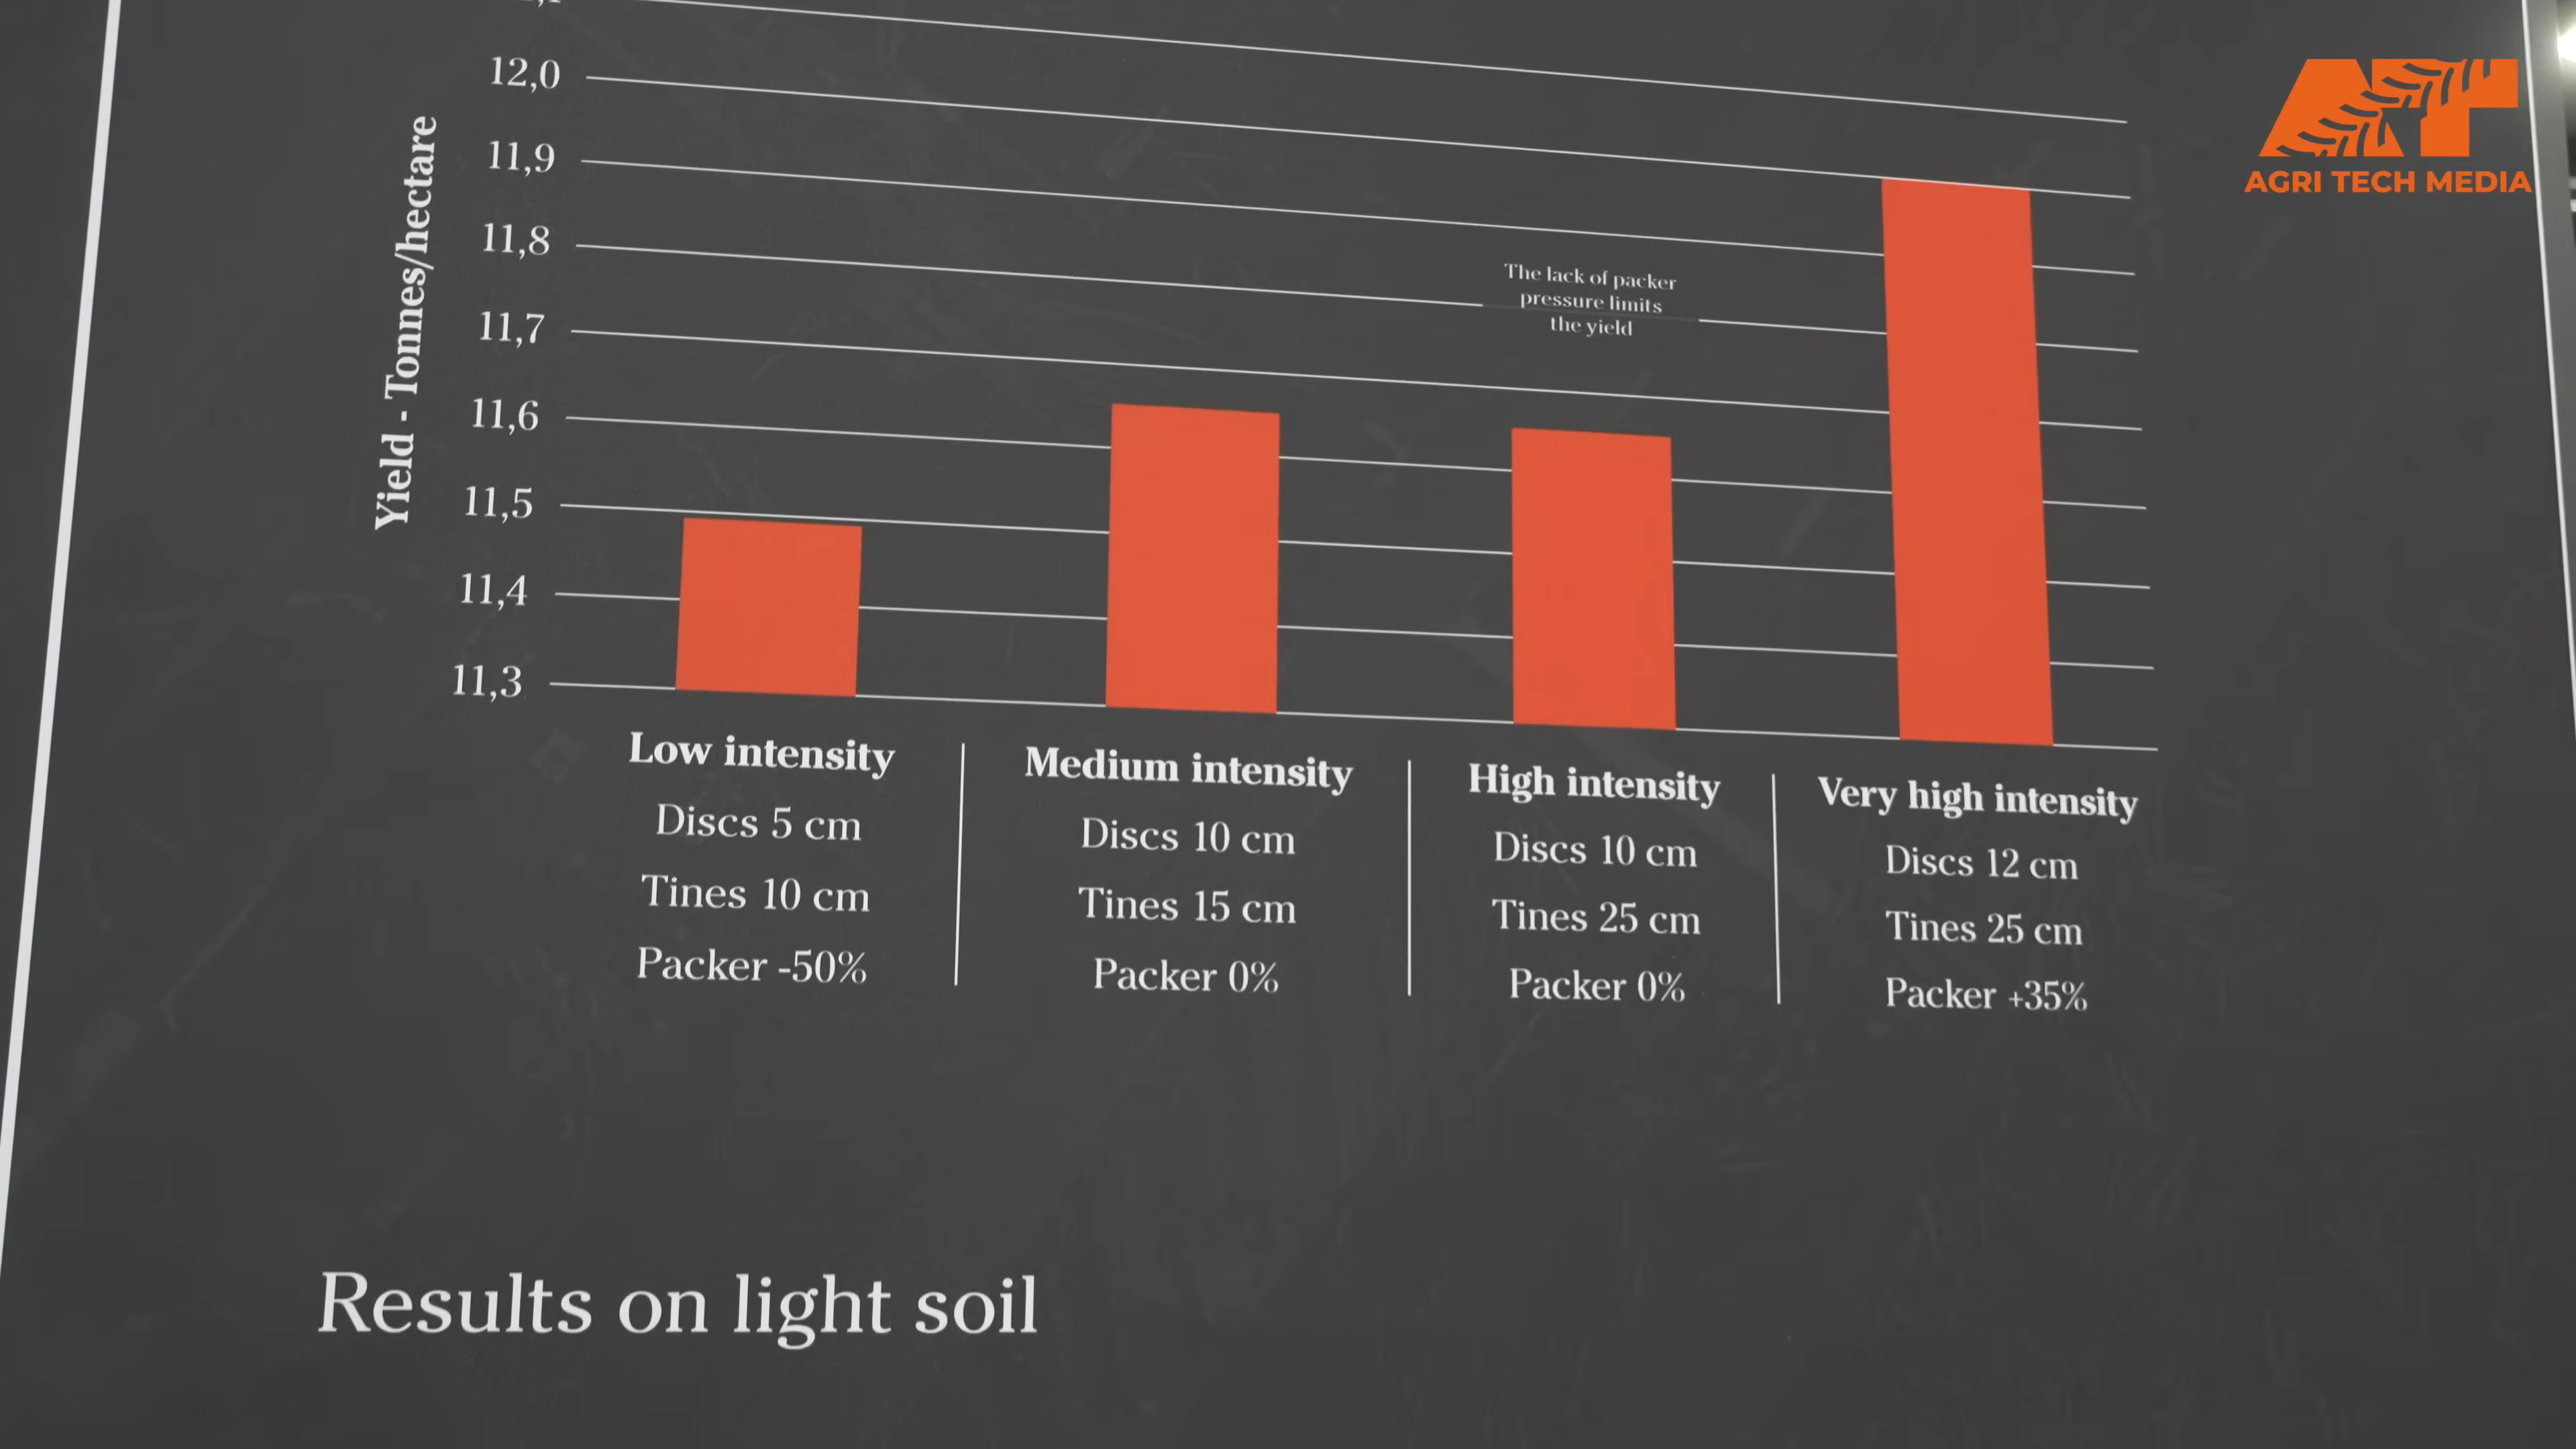 12,0
11,9
11,8
11,7
11,6
11,5
11,4
11,3
Yield - Tonnes/hectare
The lack of packer
pressure limits
the yield
Low intensity
Discs 5 cm
Tines 10 cm
Packer -50%
Medium intensity
Discs 10 cm
Tines 15 cm
Packer 0%
High intensity
Discs 10 cm
Tines 25 cm
Packer 0%
Very high intensity
Discs 12 cm
Tines 25 cm
Packer +35%
Results on light soil
AGRI TECH MEDIA